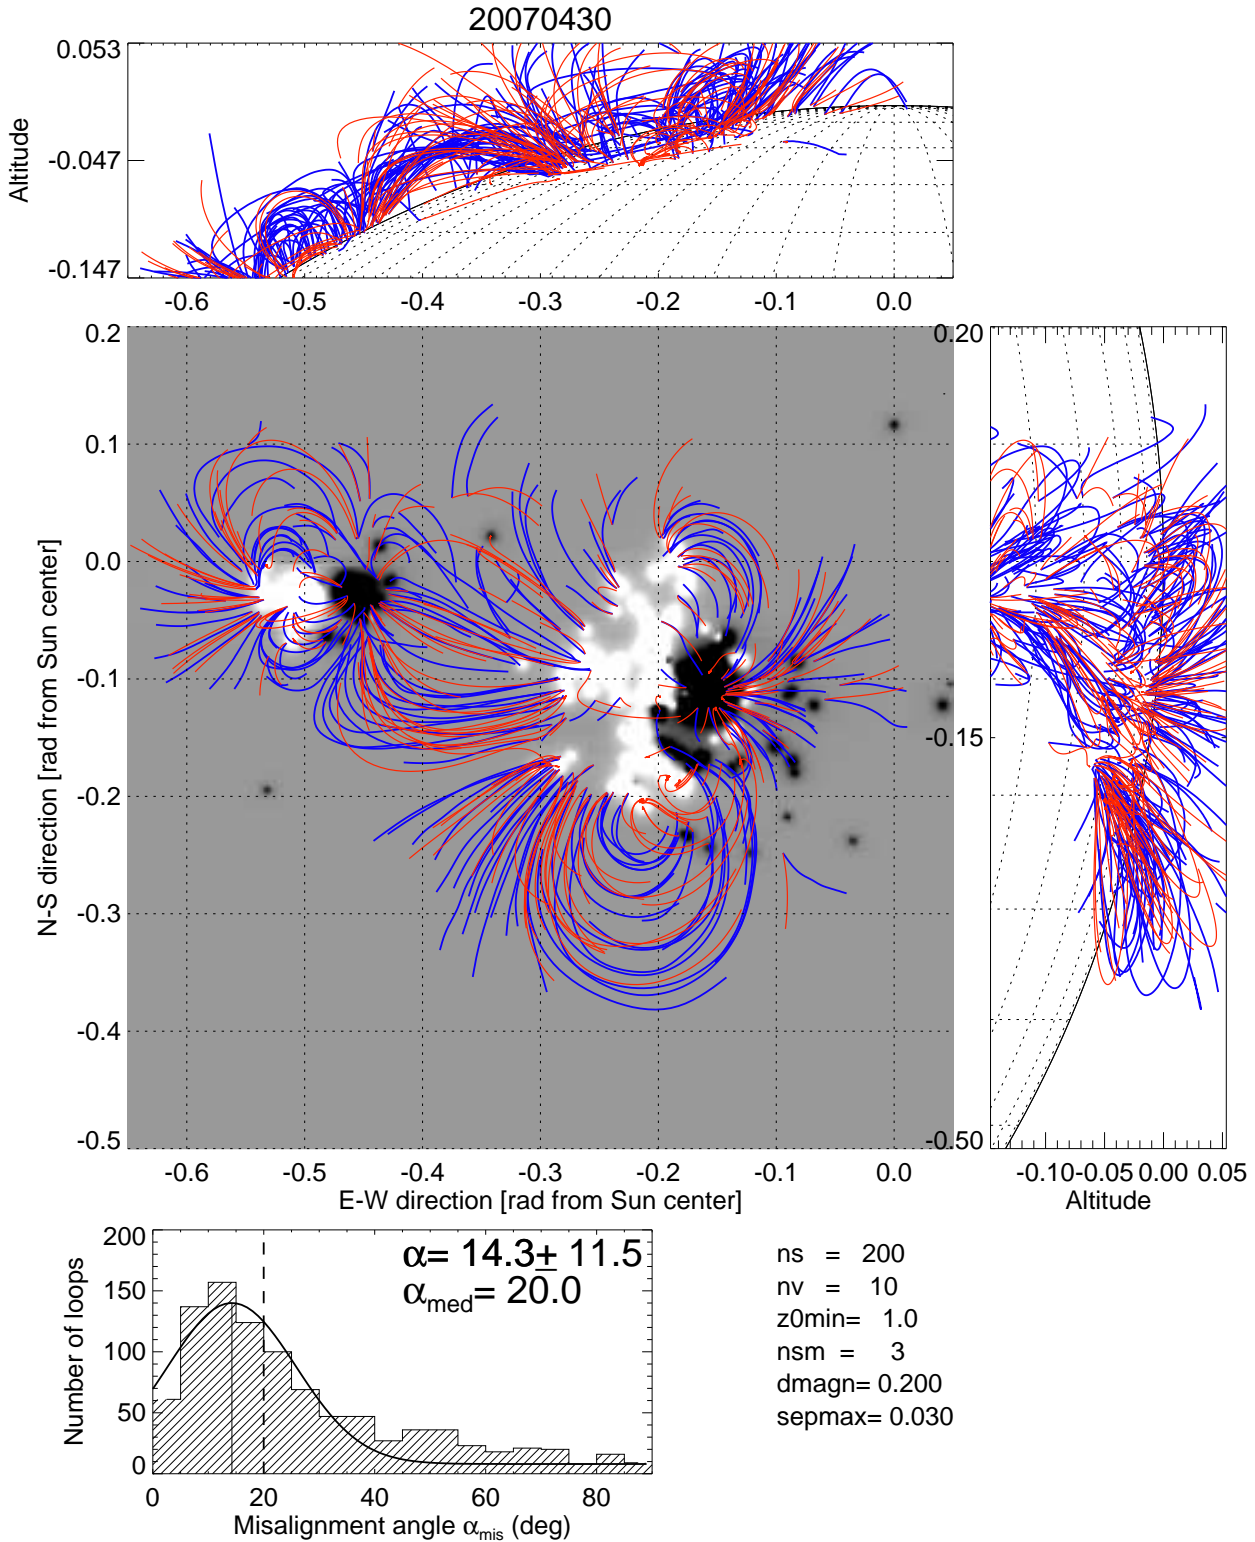 20070430
0.053
-0.047
-0.147
Altitude
-0.6 -0.5 -0.4 -0.3 -0.2 -0.1 0.0
0.2
0.1
0.0
-0.1
-0.2
-0.3
-0.4
-0.5
N-S direction [rad from Sun center]
-0.6 -0.5 -0.4 -0.3 -0.2 -0.1 0.0
E-W direction [rad from Sun center]
0.20
-0.15
-0.50
-0.10 -0.05 0.00 0.05
Altitude
200
150
100
50
0
Number of loops
α= 14.3± 11.5
αmed= 20.0
0 20 40 60 80
Misalignment angle αmis (deg)
ns = 200
nv = 10
z0min= 1.0
nsm = 3
dmagn= 0.200
sepmax= 0.030